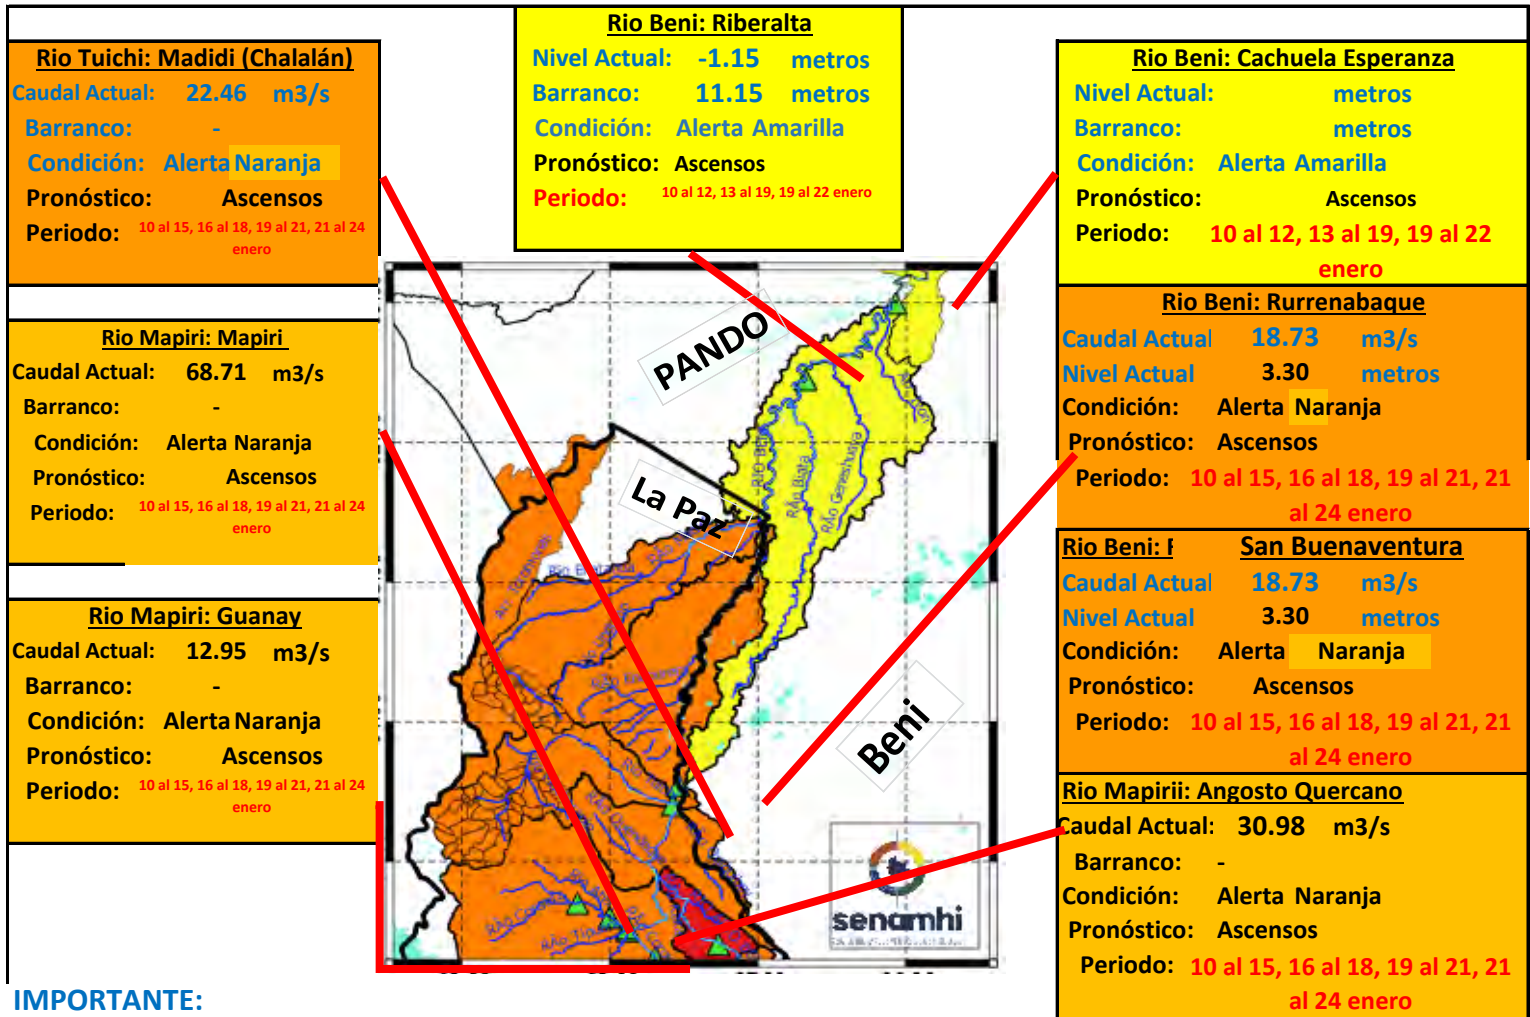 Rio Tuichi: Madidi (Chalalán)
Caudal Actual: 22.46 m3/s
Barranco: -
Condición: Alerta Naranja
Pronóstico: Ascensos
Periodo: 10 al 15, 16 al 18, 19 al 21, 21 al 24
enero
Rio Mapiri: Mapiri
Caudal Actual: 68.71 m3/s
Barranco: -
Condición: Alerta Naranja
Pronóstico: Ascensos
Periodo: 10 al 15, 16 al 18, 19 al 21, 21 al 24
enero
Rio Mapiri: Guanay
Caudal Actual: 12.95 m3/s
Barranco: -
Condición: Alerta Naranja
Pronóstico: Ascensos
Periodo: 10 al 15, 16 al 18, 19 al 21, 21 al 24
enero
Rio Beni: Riberalta
Nivel Actual: -1.15 metros
Barranco: 11.15 metros
Condición: Alerta Amarilla
Pronóstico: Ascensos
Periodo: 10 al 12, 13 al 19, 19 al 22 enero
PANDO
La Paz
Beni
RÃo Biata
RÃo Geneshuaya
senamhi
Rio Beni: Cachuela Esperanza
Nivel Actual: metros
Barranco: metros
Condición: Alerta Amarilla
Pronóstico: Ascensos
Periodo: 10 al 12, 13 al 19, 19 al 22
enero
Rio Beni: Rurrenabaque
Caudal Actual 18.73 m3/s
Nivel Actual 3.30 metros
Condición: Alerta Naranja
Pronóstico: Ascensos
Periodo: 10 al 15, 16 al 18, 19 al 21, 21
al 24 enero
Rio Beni: San Buenaventura
Caudal Actual 18.73 m3/s
Nivel Actual 3.30 metros
Condición: Alerta Naranja
Pronóstico: Ascensos
Periodo: 10 al 15, 16 al 18, 19 al 21, 21
al 24 enero
Rio Mapirii: Angosto Quercano
Caudal Actual: 30.98 m3/s
Barranco: -
Condición: Alerta Naranja
Pronóstico: Ascensos
Periodo: 10 al 15, 16 al 18, 19 al 21, 21
al 24 enero
IMPORTANTE: